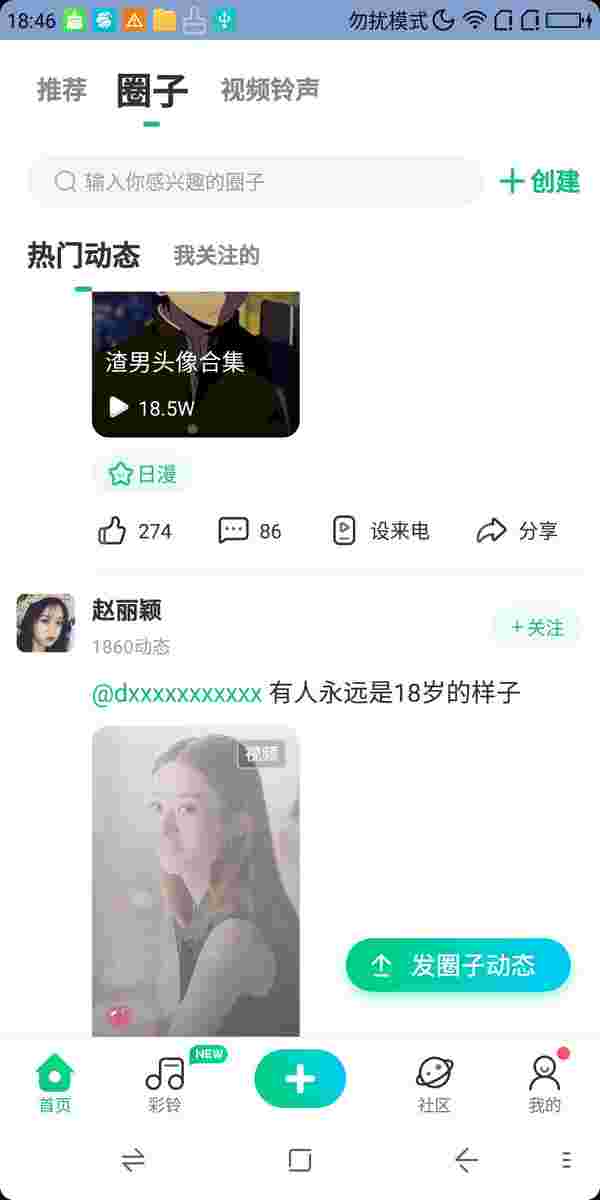 18:46 勿扰模式
推荐 圈子 视频铃声
输入你感兴趣的圈子 创建
热门动态 我关注的
渣男头像合集
18.5W
日漫
274 86 设来电 分享
赵丽颖
1860动态
+关注
@dxxxxxxxxxxx 有人永远是18岁的样子
视频
发圈子动态
NEW
首页 彩铃 社区 我的